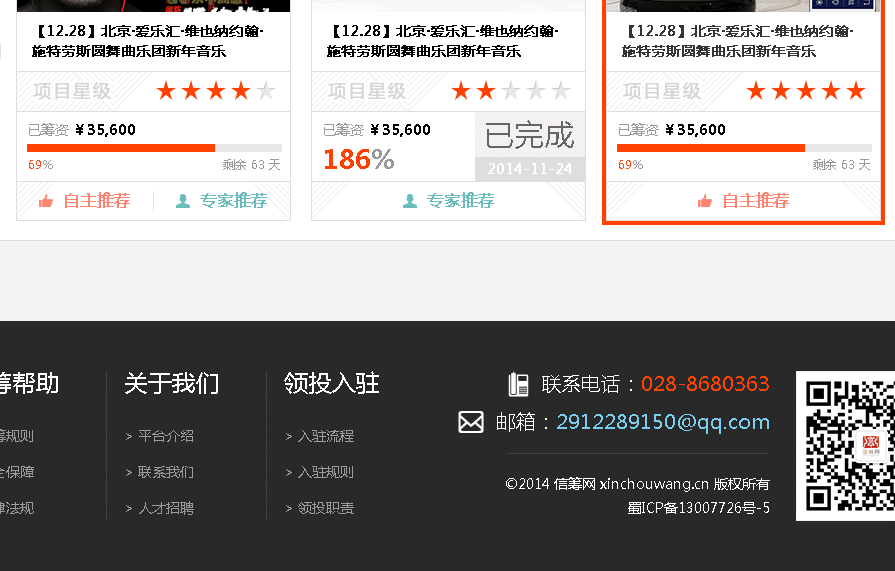 【12.28】北京·爱乐汇·维也纳约翰·
施特劳斯圆舞曲乐团新年音乐
项目星级
已筹资 ¥35,600
69%
剩余 63 天
自主推荐
专家推荐
【12.28】北京·爱乐汇·维也纳约翰·
施特劳斯圆舞曲乐团新年音乐
项目星级
已筹资 ¥35,600
186%
已完成
2014-11-24
专家推荐
【12.28】北京·爱乐汇·维也纳约翰·
施特劳斯圆舞曲乐团新年音乐
项目星级
已筹资 ¥35,600
69%
剩余 63 天
自主推荐
筹帮助
筹规则
全保障
律法规
关于我们
> 平台介绍
> 联系我们
> 人才招聘
领投入驻
> 入驻流程
> 入驻规则
> 领投职责
联系电话：028-8680363
邮箱：2912289150@qq.com
©2014 信筹网 xinchouwang.cn 版权所有
蜀ICP备13007726号-5